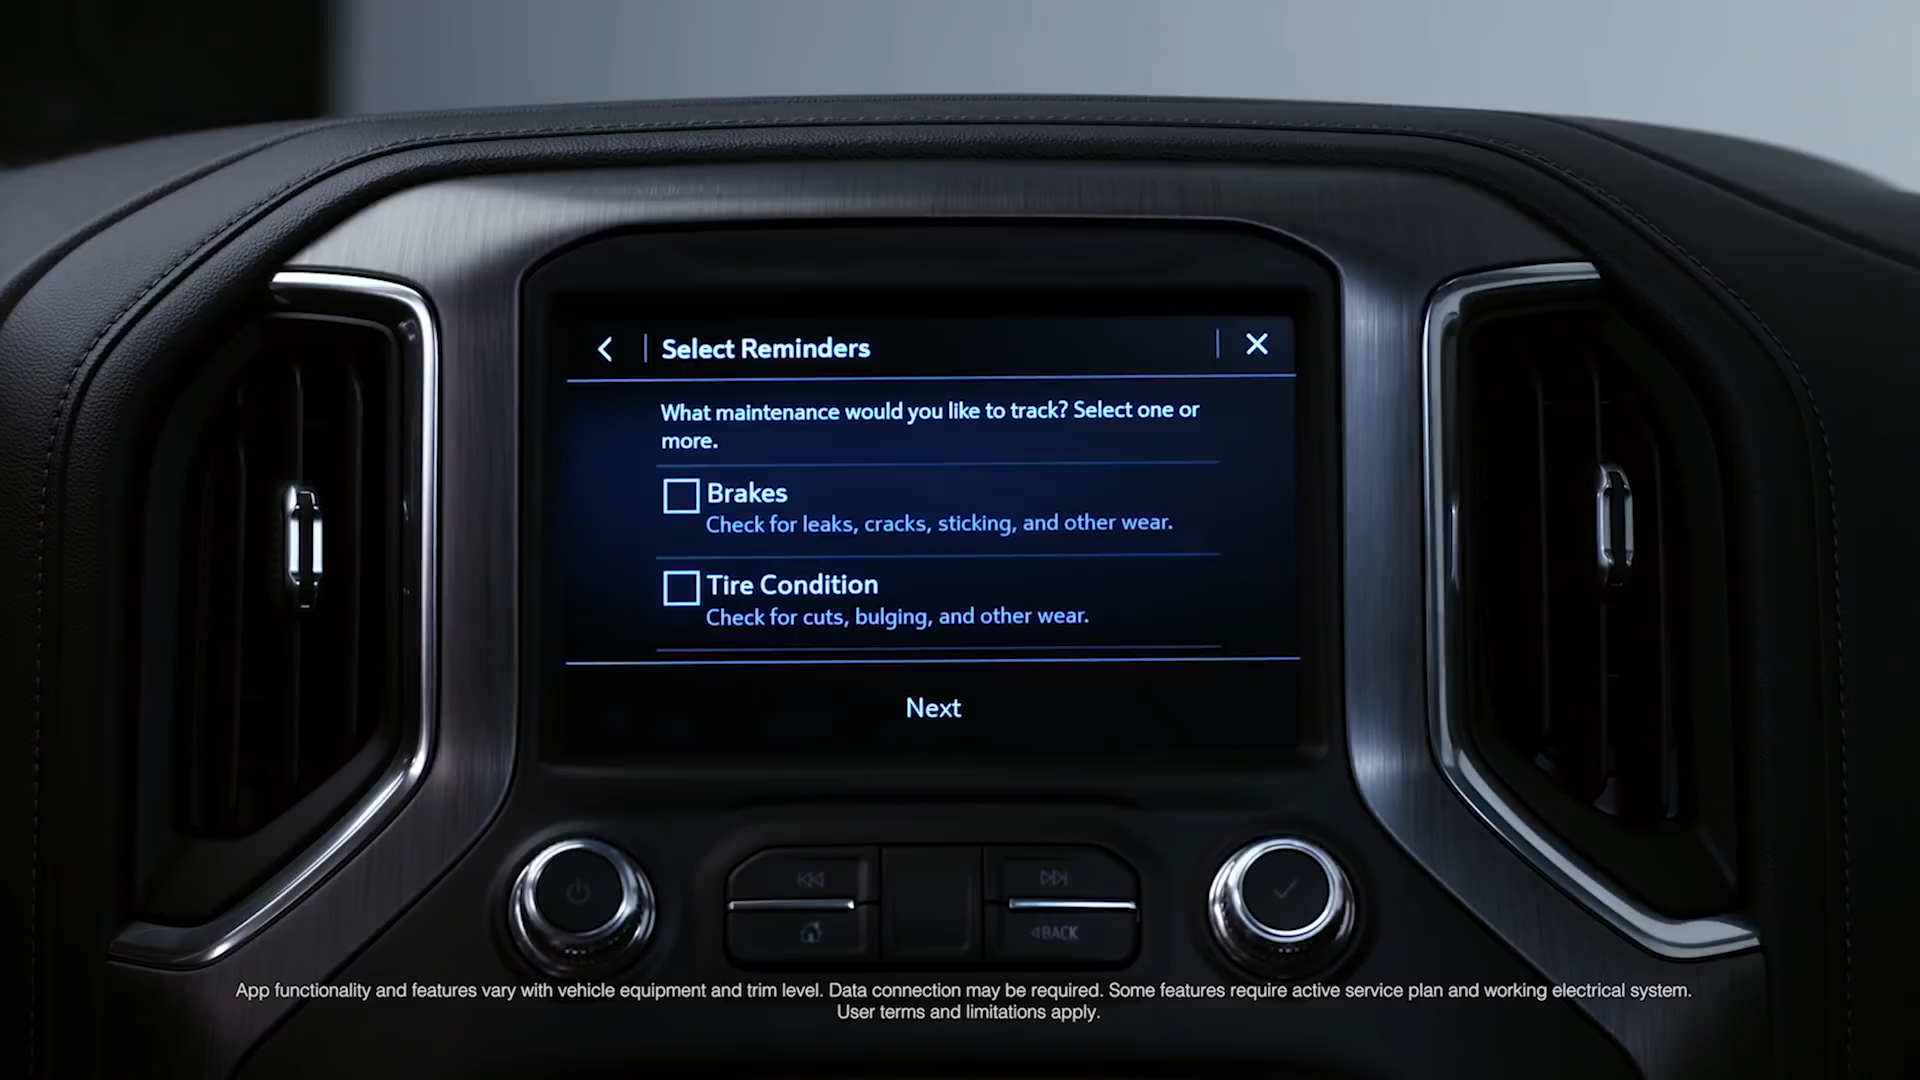 Select Reminders
What maintenance would you like to track? Select one or
more.
Brakes
Check for leaks, cracks, sticking, and other wear.
Tire Condition
Check for cuts, bulging, and other wear.
Next
BACK
App functionality and features vary with vehicle equipment and trim level. Data connection may be required. Some features require active service plan and working electrical system.
User terms and limitations apply.